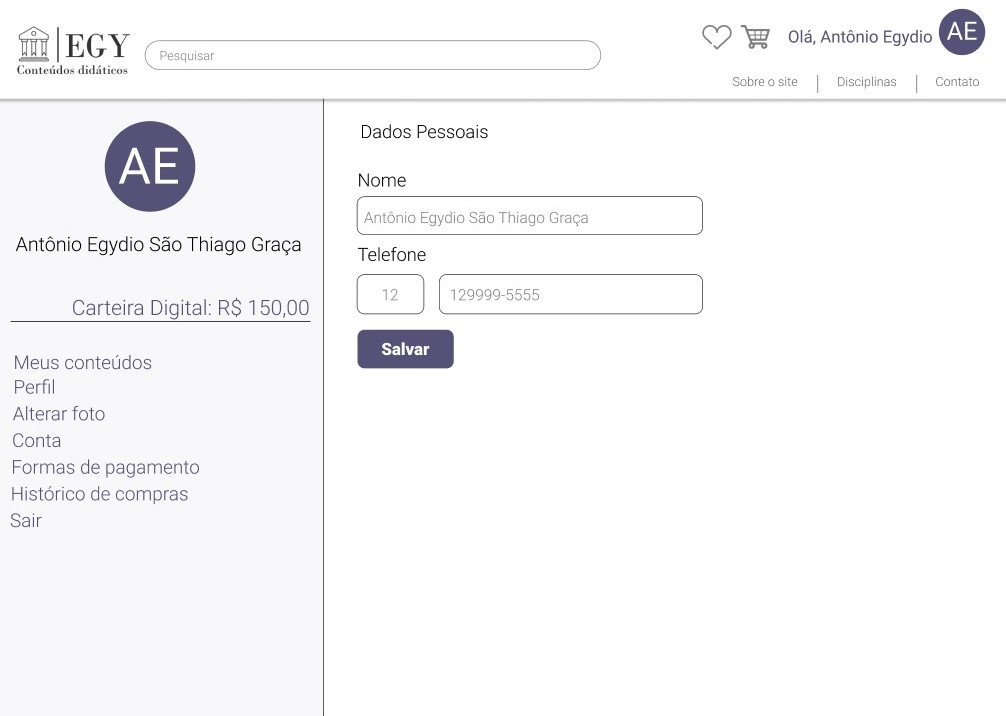 EGY
Conteúdos didáticos
Pesquisar
Olá, Antônio Egydio
AE
Sobre o site | Disciplinas | Contato
AE
Antônio Egydio São Thiago Graça
Carteira Digital: R$ 150,00
Meus conteúdos
Perfil
Alterar foto
Conta
Formas de pagamento
Histórico de compras
Sair
Dados Pessoais
Nome
Antônio Egydio São Thiago Graça
Telefone
12 129999-5555
Salvar